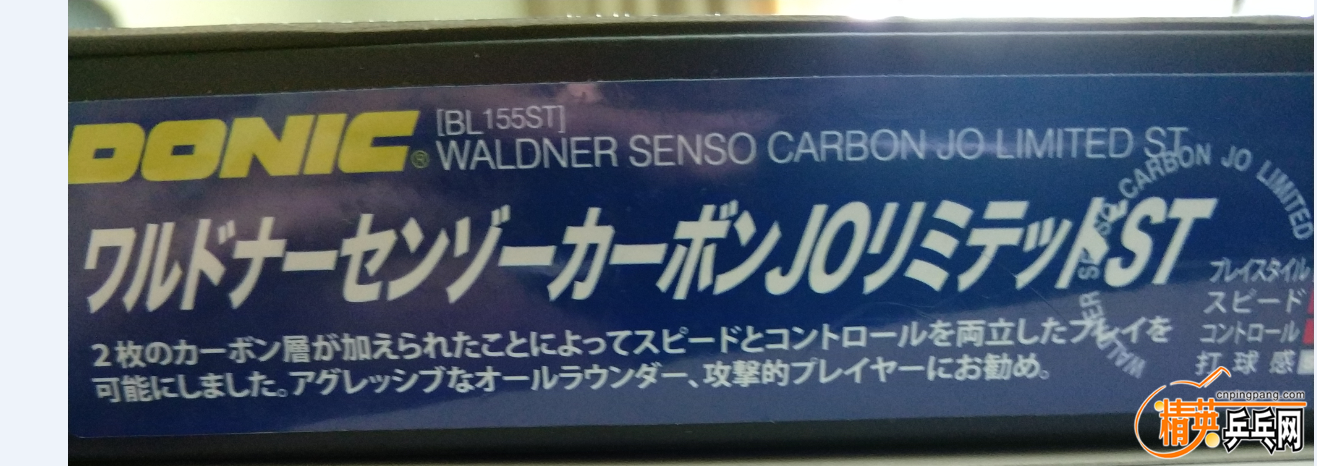 DONIC®
[BL155ST]
WALDNER SENSO CARBON JO LIMITED ST
ワルドナーセンゾーカーボンJOリミテッドST
2枚のカーボン層が加えられたことによってスピードとコントロールを両立したプレイを
可能にしました。アグレッシブなオールラウンダー、攻撃的プレイヤーにお勧め。
WALDNER SENSO CARBON JO LIMITED
プレイスタイル
スピード
コントロール
打球感
cnpingpang.com
精英乒乓网